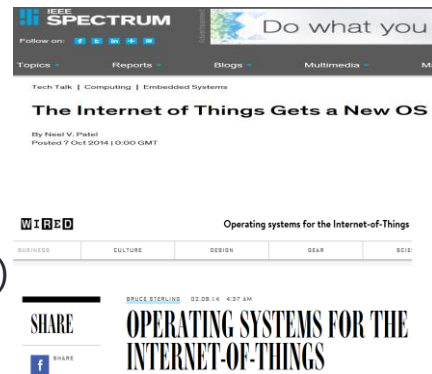 IEEE
SPECTRUM
Follow on:
Advertisement
Do what you
Topics Reports Blogs Multimedia
Tech Talk | Computing | Embedded Systems
The Internet of Things Gets a New OS
By Neel V. Patel
Posted 7 Oct 2014 | 0:00 GMT
WIRED Operating systems for the Internet-of-Things
BUSINESS CULTURE DESIGN GEAR
BRUCE STERLING 02.08.14 4:37 AM
SHARE
OPERATING SYSTEMS FOR THE
INTERNET-OF-THINGS
SHARE